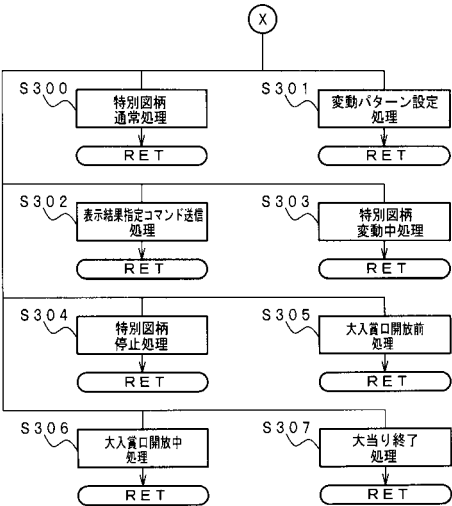 X
S300
特別図柄
通常処理
RET
S301
変動パターン設定
処理
RET
S302
表示結果指定コマンド送信
処理
RET
S303
特別図柄
変動中処理
RET
S304
特別図柄
停止処理
RET
S305
大入賞口開放前
処理
RET
S306
大入賞口開放中
処理
RET
S307
大当り終了
処理
RET